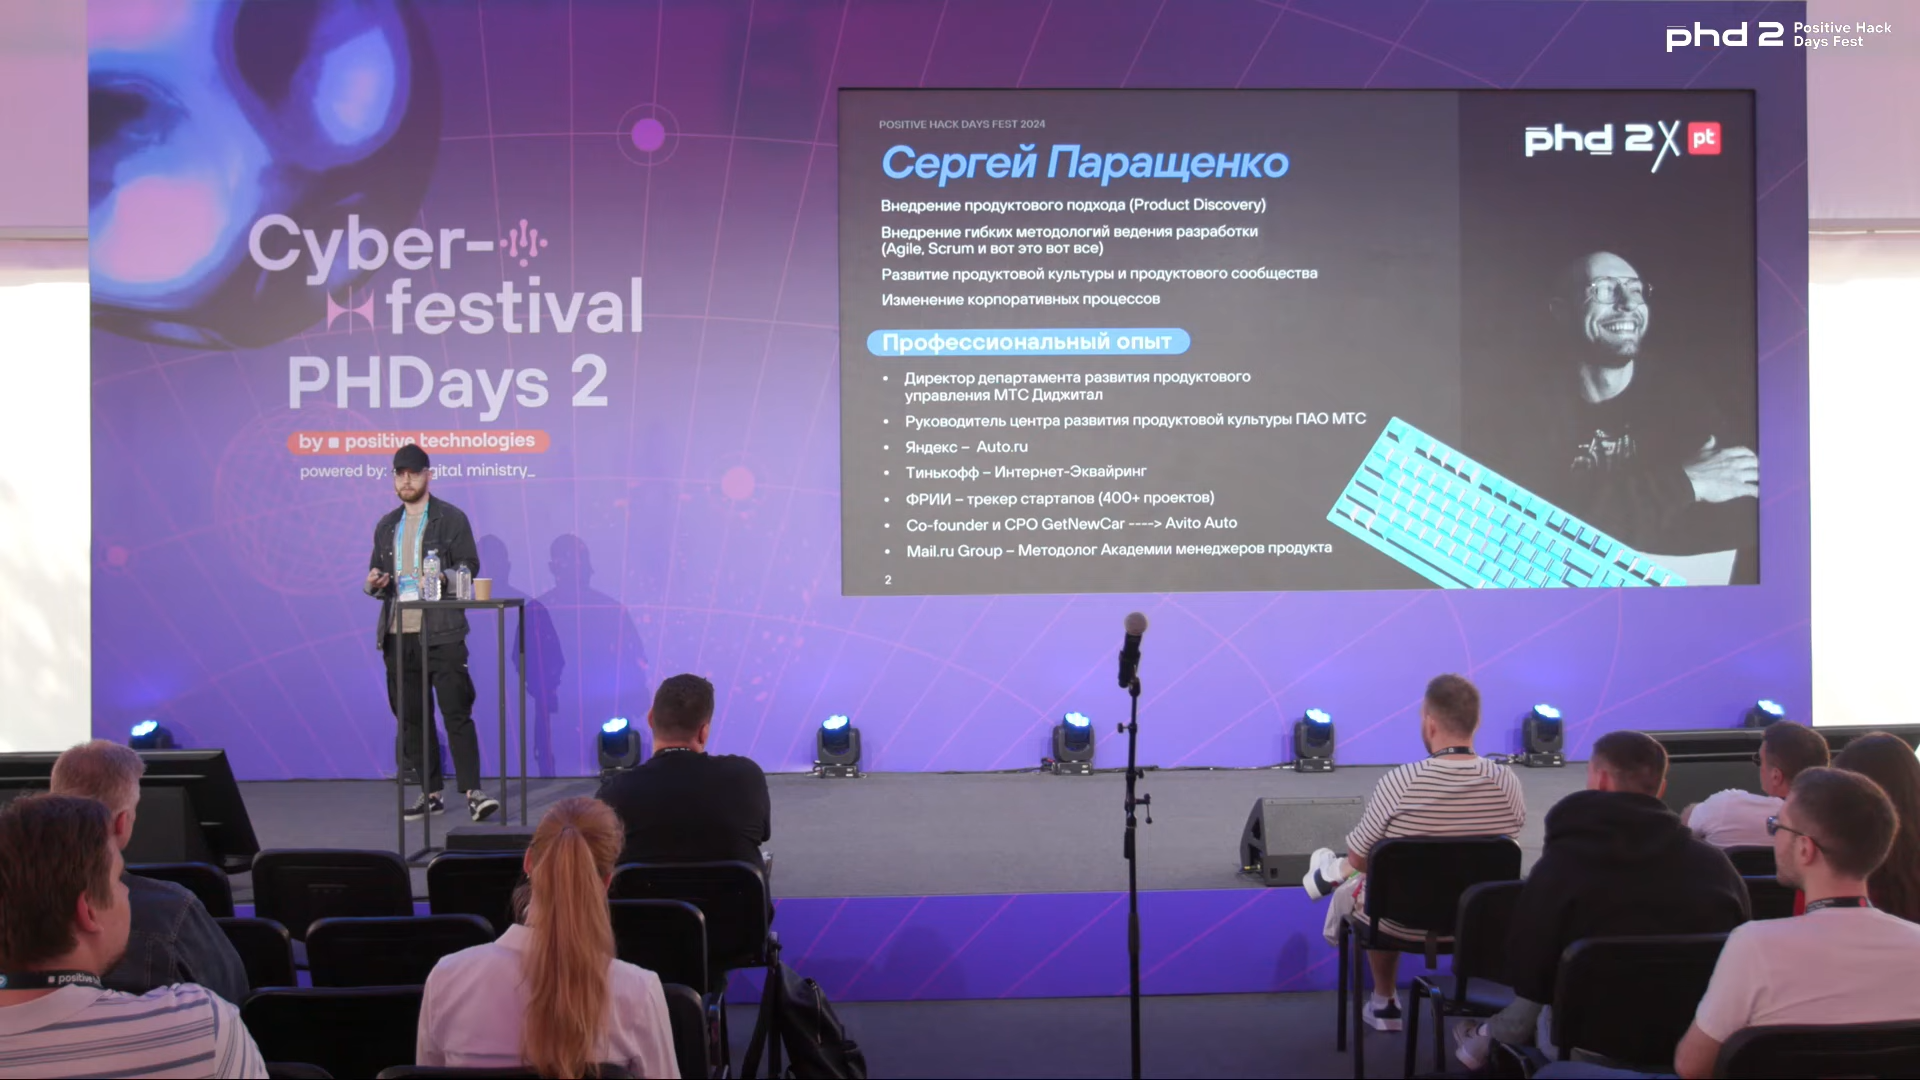 phd 2 Positive Hack
Days Fest
Cyber-
festival
PHDays 2
by positive technologies
powered by: gital ministry_
POSITIVE HACK DAYS FEST 2024
phd 2 X pt
Сергей Паращенко
Внедрение продуктового подхода (Product Discovery)
Внедрение гибких методологий ведения разработки
(Agile, Scrum и вот это вот все)
Развитие продуктовой культуры и продуктового сообщества
Изменение корпоративных процессов
Профессиональный опыт
• Директор департамента развития продуктового
управления МТС Диджитал
• Руководитель центра развития продуктовой культуры ПАО МТС
• Яндекс – Auto.ru
• Тинькофф – Интернет-Эквайринг
• ФРИИ – трекер стартапов (400+ проектов)
• Co-founder и CPO GetNewCar ----> Avito Auto
• Mail.ru Group – Методолог Академии менеджеров продукта
2
positiv